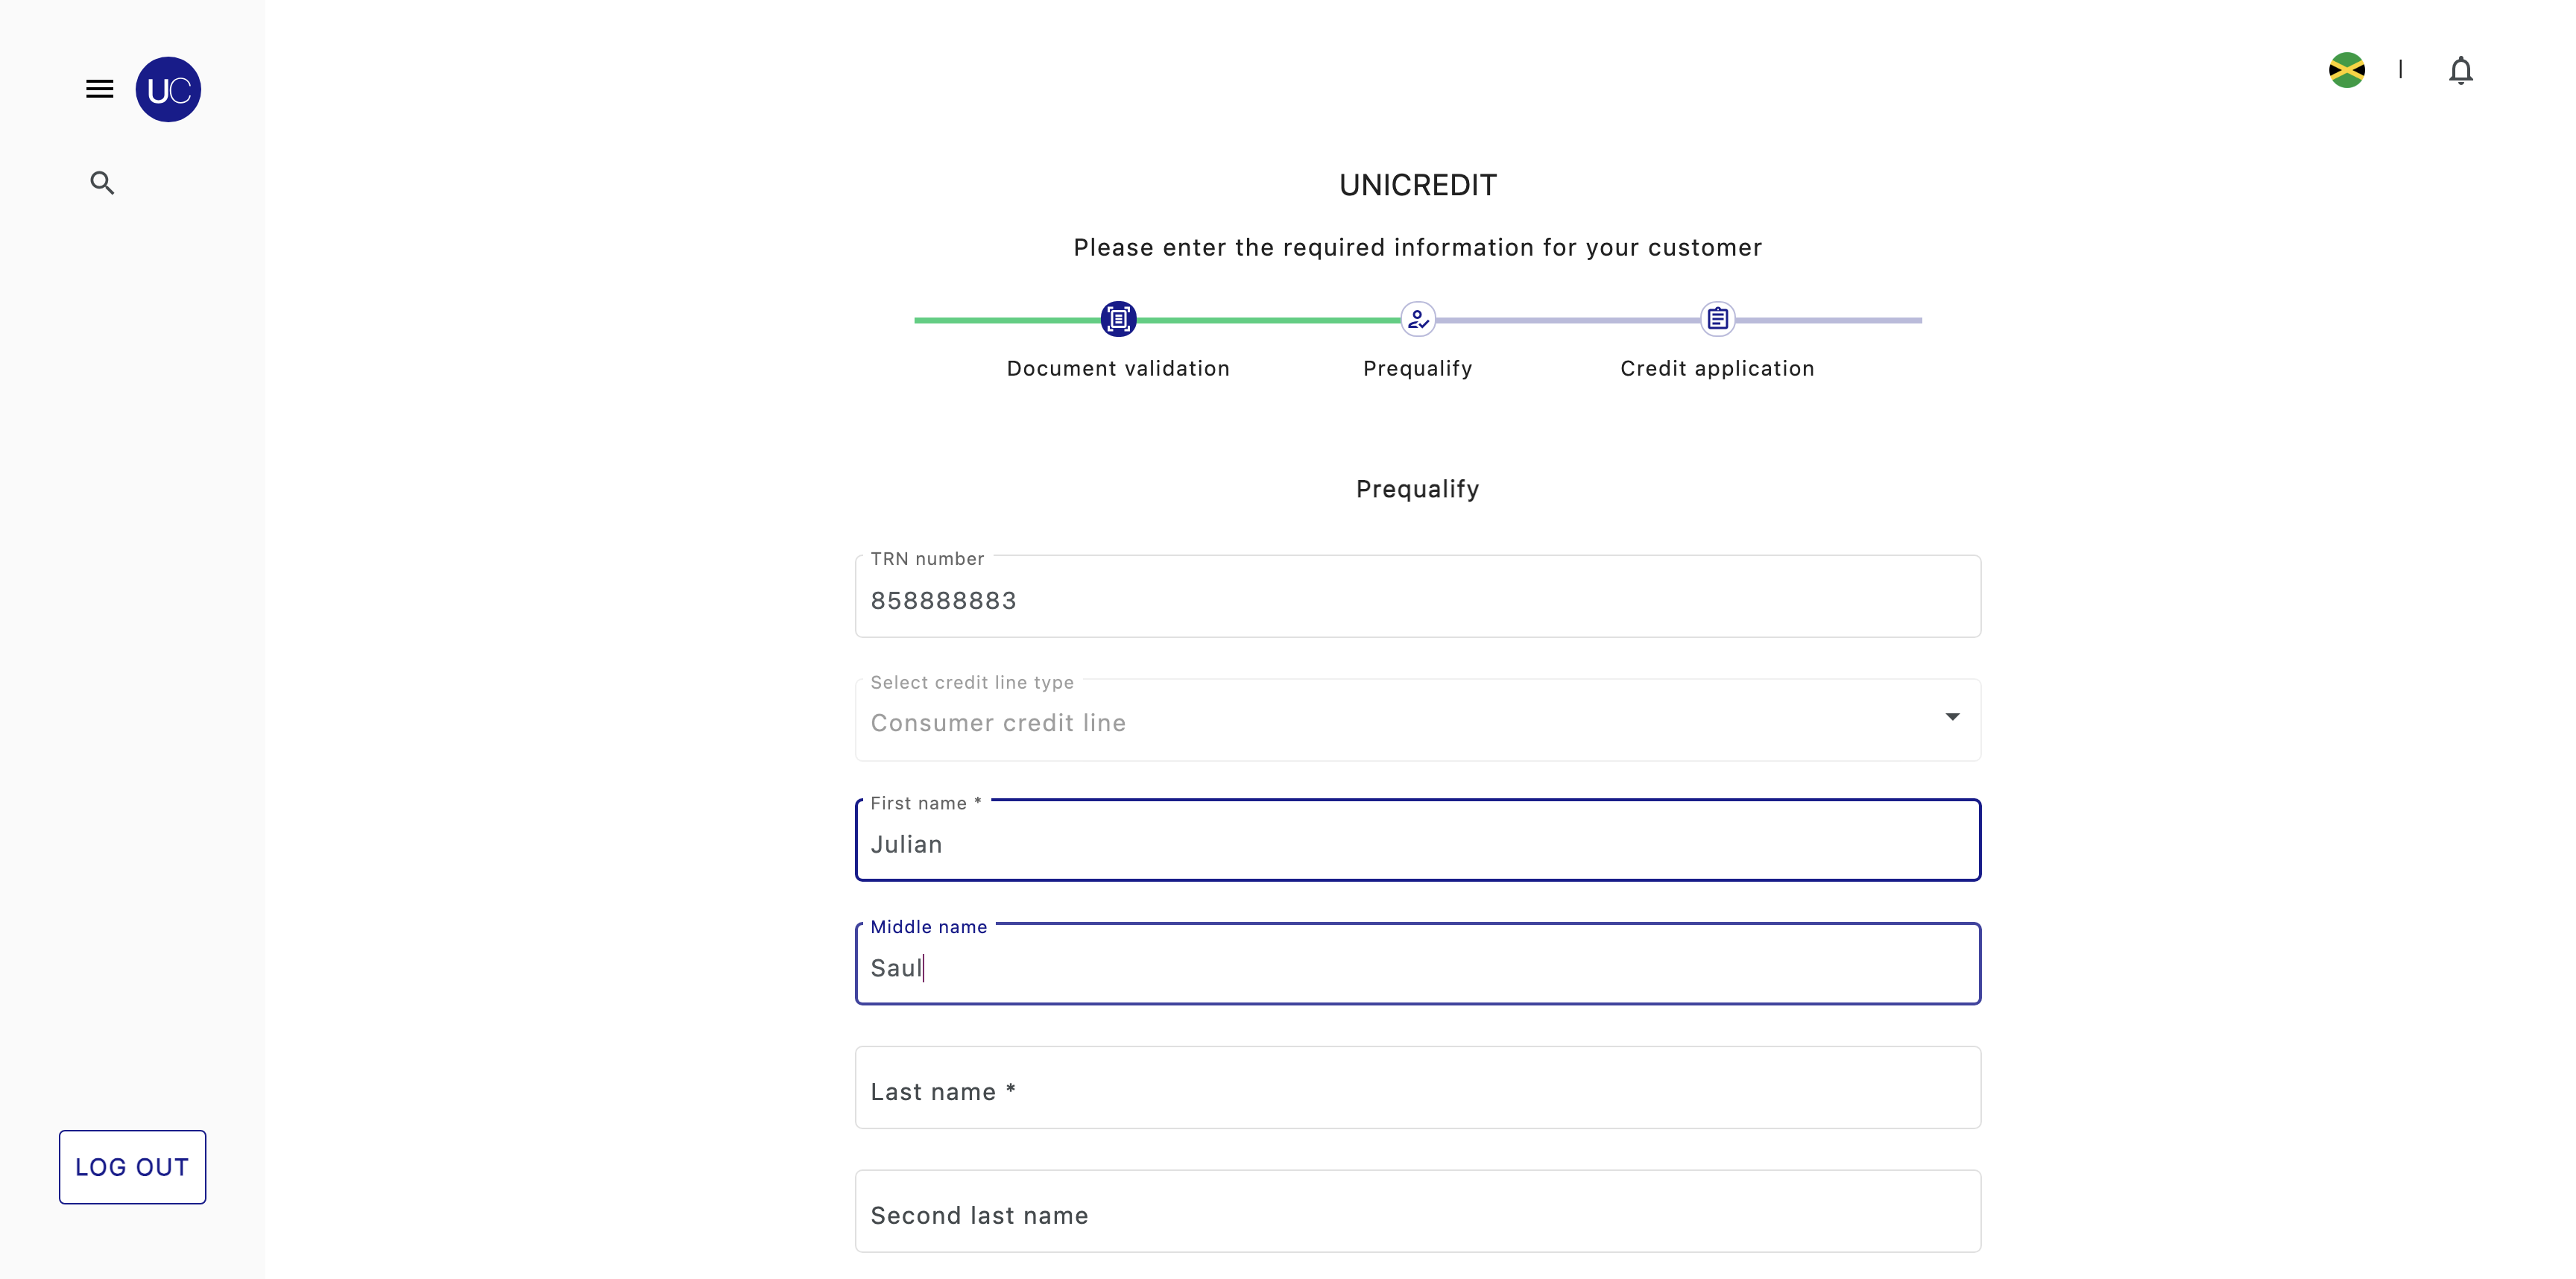 UC
UNICREDIT
Please enter the required information for your customer
Document validation
Prequalify
Credit application
Prequalify
TRN number
858888883
Select credit line type
Consumer credit line
First name *
Julian
Middle name
Saul
Last name *
Second last name
LOG OUT